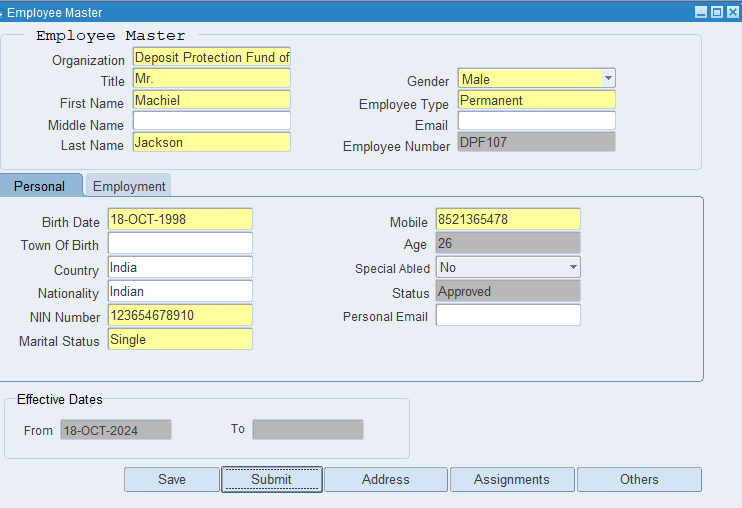 Employee Master
Employee Master
Organization Deposit Protection Fund of
Title Mr. Gender Male
First Name Machiel Employee Type Permanent
Middle Name Email
Last Name Jackson Employee Number DPF107
Personal Employment
Birth Date 18-OCT-1998 Mobile 8521365478
Town Of Birth Age 26
Country India Special Abled No
Nationality Indian Status Approved
NIN Number 123654678910 Personal Email
Marital Status Single
Effective Dates
From 18-OCT-2024 To
Save Submit Address Assignments Others